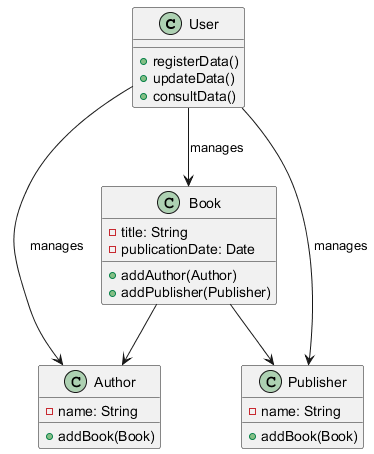 C User
registerData()
updateData()
consultData()
manages
C Book
title: String
publicationDate: Date
addAuthor(Author)
addPublisher(Publisher)
manages
manages
C Author
name: String
addBook(Book)
C Publisher
name: String
addBook(Book)